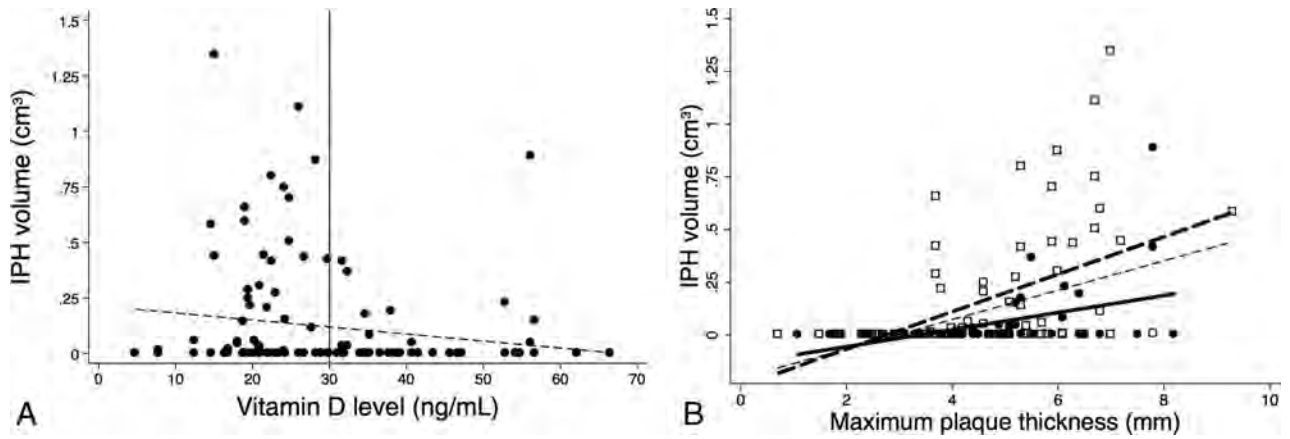 1.5
1.25
1
.75
.5
.25
0
IPH volume (cm³)
0 10 20 30 40 50 60 70
Vitamin D level (ng/mL)
A
1.5
1.25
1
.75
.5
.25
0
IPH volume (cm³)
0 2 4 6 8 10
Maximum plaque thickness (mm)
B